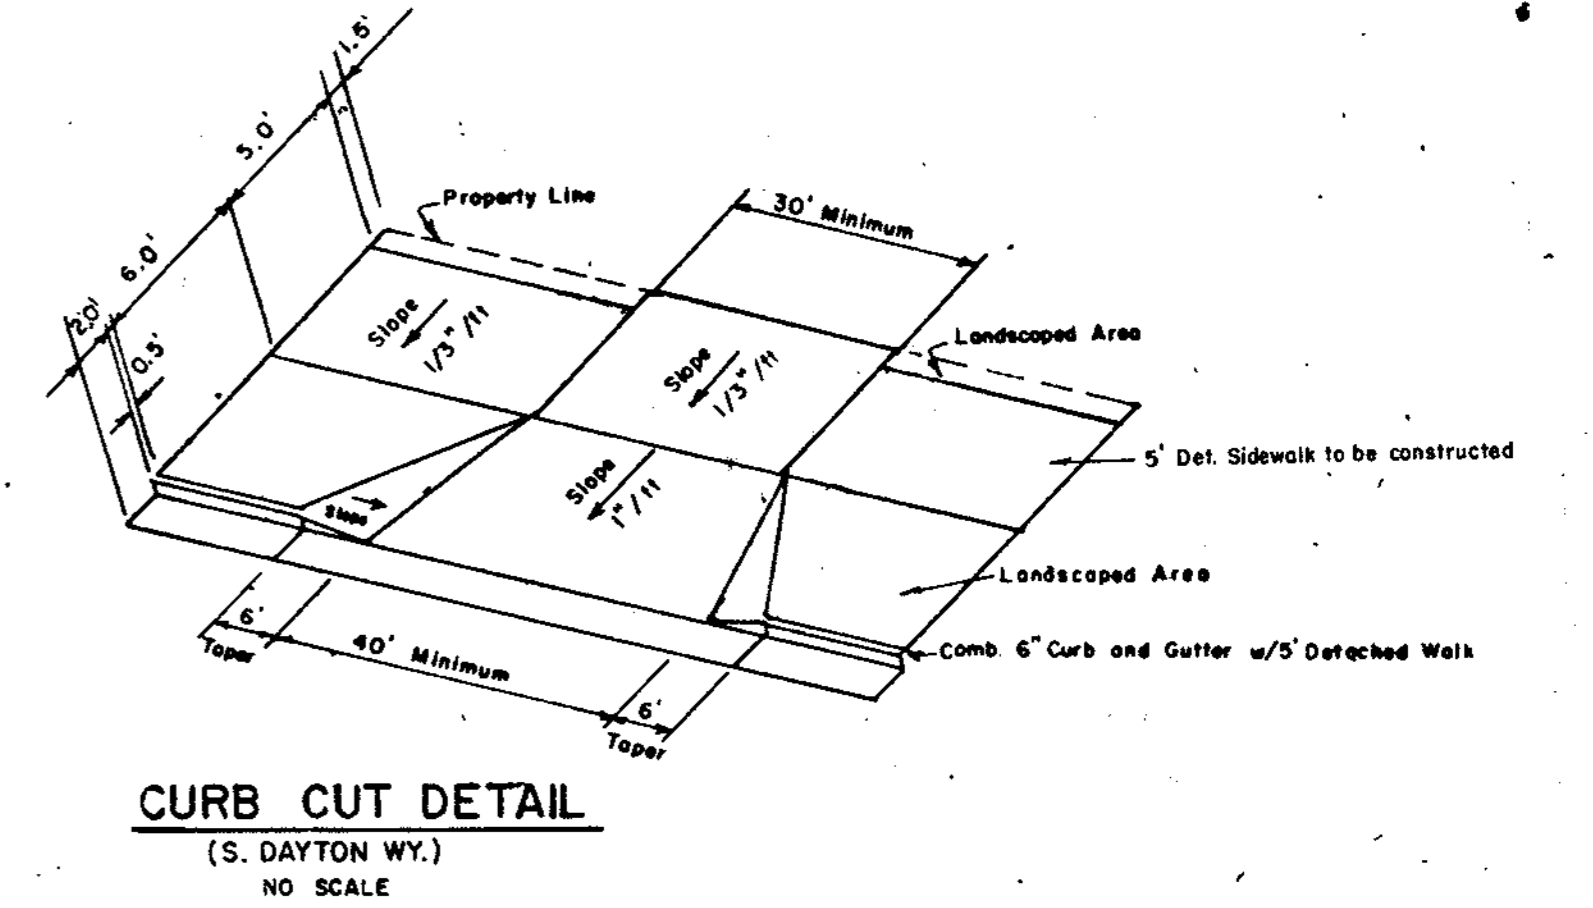 1.5'
5.0'
6.0'
2.0'
0.5'
Property Line
30' Minimum
Slope
1/3"/ft
Slope
1/3"/ft
Landscaped Area
5' Det. Sidewalk to be constructed
Slope
1"/ft
Slope
Landscaped Area
Comb. 6" Curb and Gutter w/5' Detached Walk
6'
Taper
40' Minimum
6'
Taper
CURB CUT DETAIL
(S. DAYTON WY.)
NO SCALE